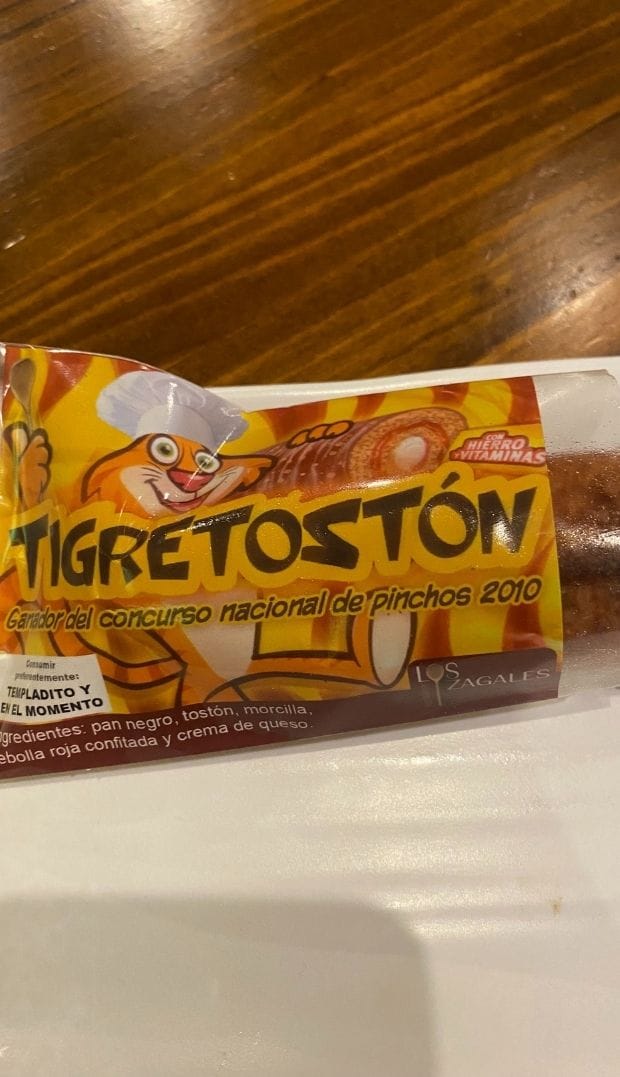 CON
HIERRO
Y VITAMINAS
TIGRETOSTÓN
Ganador del concurso nacional de pinchos 2010
Consumir
preferentemente:
TEMPLADITO Y
EN EL MOMENTO
LOS
ZAGALES
ngredientes: pan negro, tostón, morcilla,
ebolla roja confitada y crema de queso.